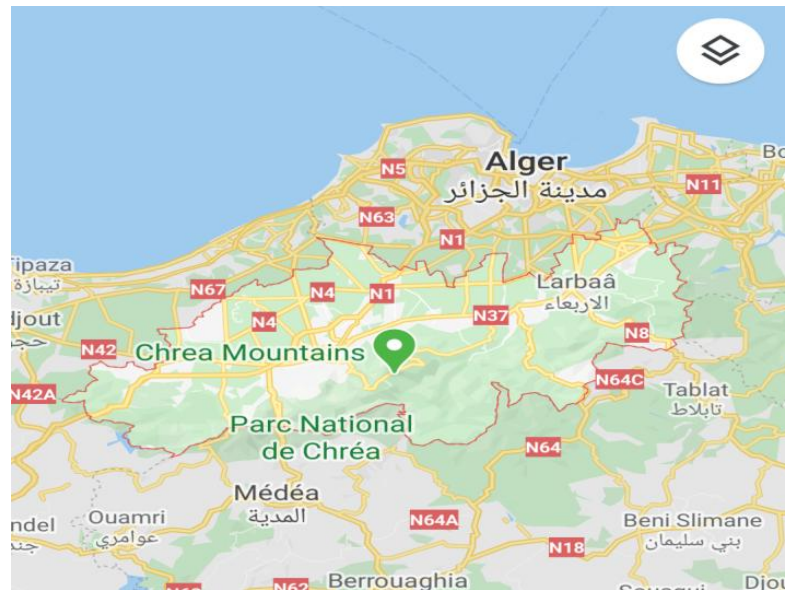 Alger
مدينة الجزائر
N5
N11
N63
N1
Tipaza
تيبازة
N67
N4
N1
Larbaâ
الاربعاء
N4
N37
N8
N42
Chrea Mountains
N42A
N64C
Tablat
تابلاط
Parc National
de Chréa
N64
Médéa
المدية
Ouamri
عوامري
N64A
Beni Slimane
بني سليمان
N18
N62
Berrouaghia